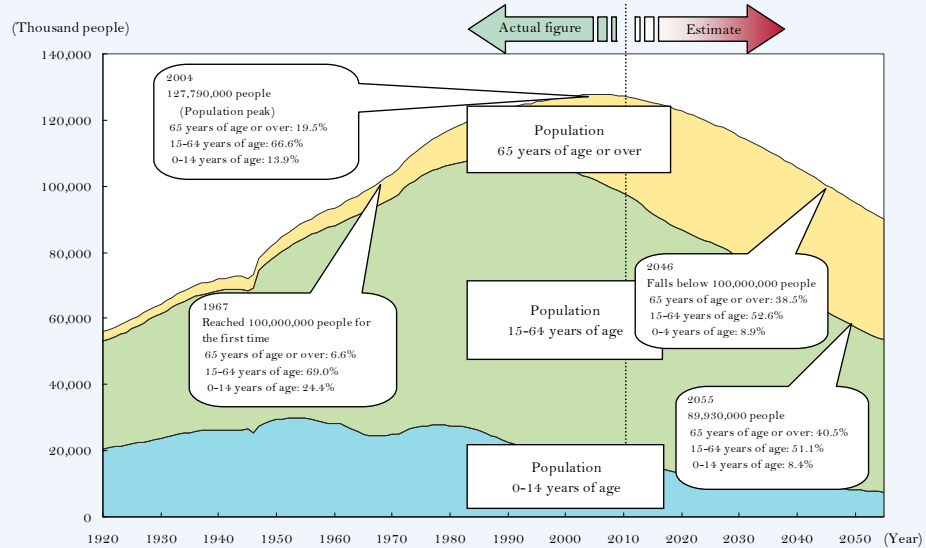 (Thousand people)
Actual figure
Estimate
140,000
120,000
100,000
80,000
60,000
40,000
20,000
0
2004
127,790,000 people
(Population peak)
65 years of age or over: 19.5%
15-64 years of age: 66.6%
0-14 years of age: 13.9%
Population
65 years of age or over
1967
Reached 100,000,000 people for
the first time
65 years of age or over: 6.6%
15-64 years of age: 69.0%
0-14 years of age: 24.4%
Population
15-64 years of age
2046
Falls below 100,000,000 people
65 years of age or over: 38.5%
15-64 years of age: 52.6%
0-4 years of age: 8.9%
2055
89,930,000 people
65 years of age or over: 40.5%
15-64 years of age: 51.1%
0-14 years of age: 8.4%
Population
0-14 years of age
1920 1930 1940 1950 1960 1970 1980 1990 2000 2010 2020 2030 2040 2050 (Year)